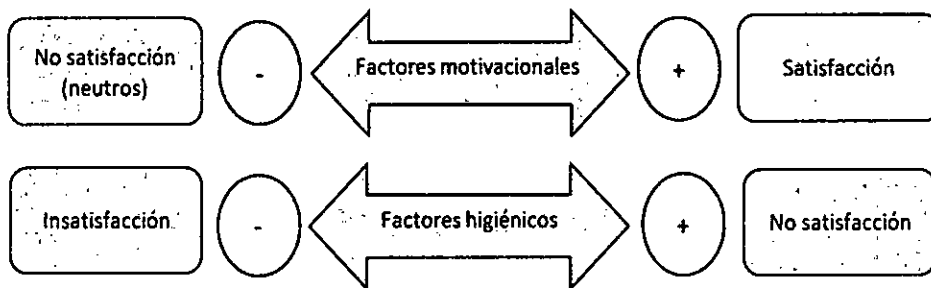 No satisfacción
(neutros)
-
Factores motivacionales
+
Satisfacción
Insatisfacción
-
Factores higiénicos
+
No satisfacción